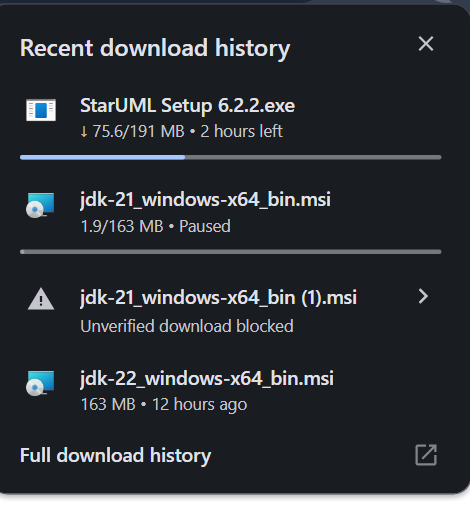 Recent download history
StarUML Setup 6.2.2.exe
↓ 75.6/191 MB • 2 hours left
jdk-21_windows-x64_bin.msi
1.9/163 MB • Paused
jdk-21_windows-x64_bin (1).msi
Unverified download blocked
jdk-22_windows-x64_bin.msi
163 MB • 12 hours ago
Full download history